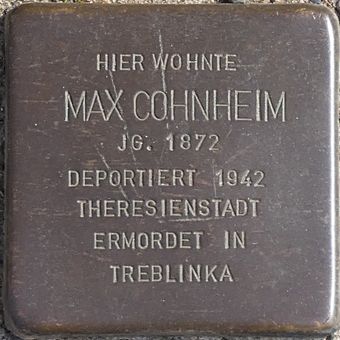 HIER WOHNTE
MAX COHNHEIM
JG. 1872
DEPORTIERT 1942
THERESIENSTADT
ERMORDET IN
TREBLINKA